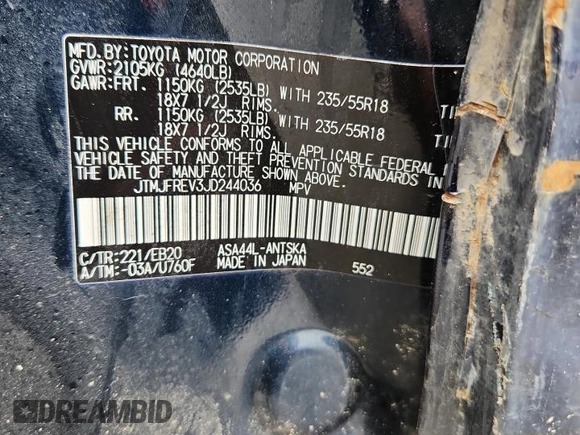 MFD. BY: TOYOTA MOTOR CORPORATION
GVWR: 2105KG (4640LB)
GAWR: FRT. 1150KG (2535LB) WITH 235/55R18
18X7 1/2J RIMS.
RR. 1150KG (2535LB) WITH 235/55R18
18X7 1/2J RIMS.
THIS VEHICLE CONFORMS TO ALL APPLICABLE FEDERAL
VEHICLE SAFETY AND THEFT PREVENTION STANDARDS IN
THE DATE OF MANUFACTURE SHOWN ABOVE.
JTMJFREV3JD244036 MPV
C/TR: 221/EB20 ASA44L-ANTSKA
A/TM: -03A/U760F MADE IN JAPAN 552
DREAMBID